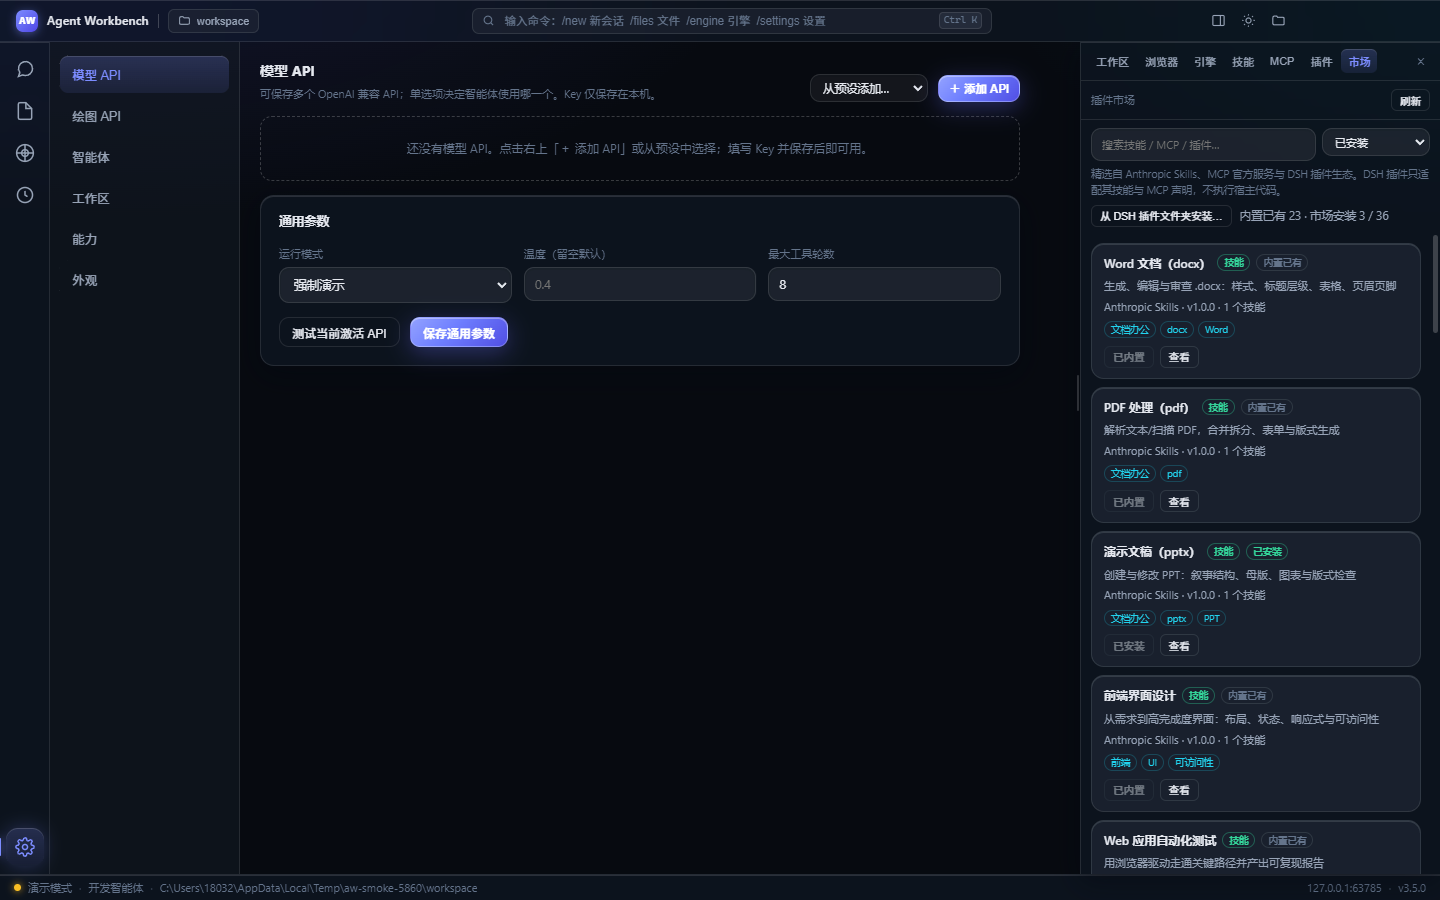 AW Agent Workbench workspace
输入命令：/new 新会话 /files 文件 /engine 引擎 /settings 设置 Ctrl K
模型 API
绘图 API
智能体
工作区
能力
外观
模型 API
可保存多个 OpenAI 兼容 API；单选项决定智能体使用哪一个。Key 仅保存在本机。
从预设添加...
+ 添加 API
还没有模型 API。点击右上「+ 添加 API」或从预设中选择；填写 Key 并保存后即可用。
通用参数
运行模式 温度（留空默认） 最大工具轮数
强制演示 0.4 8
测试当前激活 API 保存通用参数
工作区 浏览器 引擎 技能 MCP 插件 市场 ×
插件市场 刷新
搜索技能 / MCP / 插件... 已安装
精选自 Anthropic Skills、MCP 官方服务与 DSH 插件生态。DSH 插件只适
配其技能与 MCP 声明，不执行宿主代码。
从 DSH 插件文件夹安装... 内置已有 23 · 市场安装 3 / 36
Word 文档（docx） 技能 内置已有
生成、编辑与审查 .docx：样式、标题层级、表格、页眉页脚
Anthropic Skills · v1.0.0 · 1 个技能
文档办公 docx Word
已内置 查看
PDF 处理（pdf） 技能 内置已有
解析文本/扫描 PDF，合并拆分、表单与版式生成
Anthropic Skills · v1.0.0 · 1 个技能
文档办公 pdf
已内置 查看
演示文稿（pptx） 技能 已安装
创建与修改 PPT：叙事结构、母版、图表与版式检查
Anthropic Skills · v1.0.0 · 1 个技能
文档办公 pptx PPT
已安装 查看
前端界面设计 技能 内置已有
从需求到高完成度界面：布局、状态、响应式与可访问性
Anthropic Skills · v1.0.0 · 1 个技能
前端 UI 可访问性
已内置 查看
Web 应用自动化测试 技能 内置已有
用浏览器驱动走通关键路径并产出可复现报告
演示模式 · 开发智能体 · C:\Users\18032\AppData\Local\Temp\aw-smoke-5860\workspace
127.0.0.1:63785 · v3.5.0